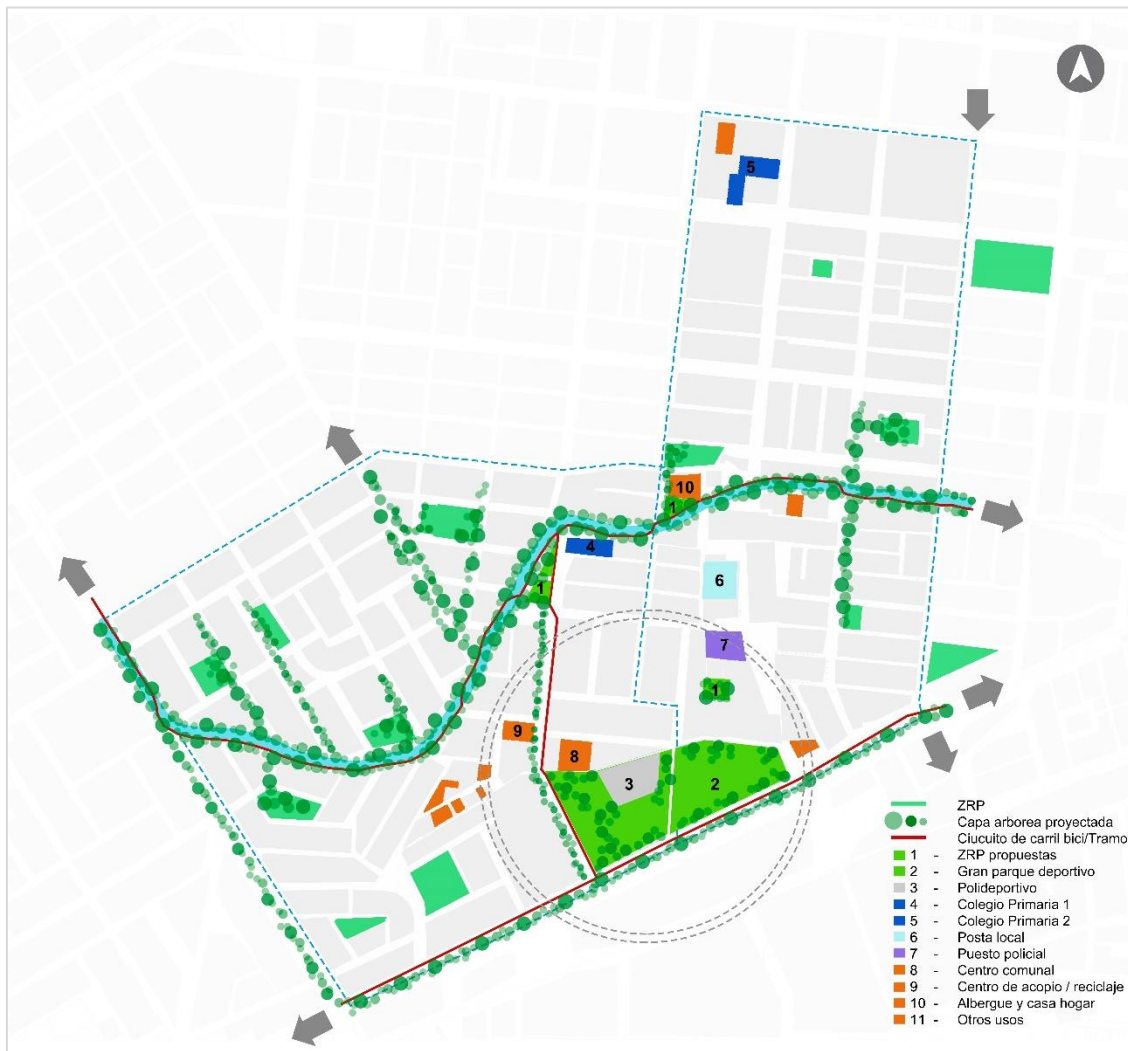 5
10
1
4
1
6
7
1
9
8
3
2
ZRP
Capa arborea proyectada
Ciucuito de carril bici/Tramo
1 - ZRP propuestas
2 - Gran parque deportivo
3 - Polideportivo
4 - Colegio Primaria 1
5 - Colegio Primaria 2
6 - Posta local
7 - Puesto policial
8 - Centro comunal
9 - Centro de acopio / reciclaje
10 - Albergue y casa hogar
11 - Otros usos